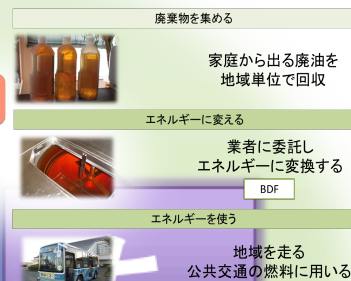 廃棄物を集める
家庭から出る廃油を
地域単位で回収
エネルギーに変える
業者に委託し
エネルギーに変換する
BDF
エネルギーを使う
地域を走る
公共交通の燃料に用いる